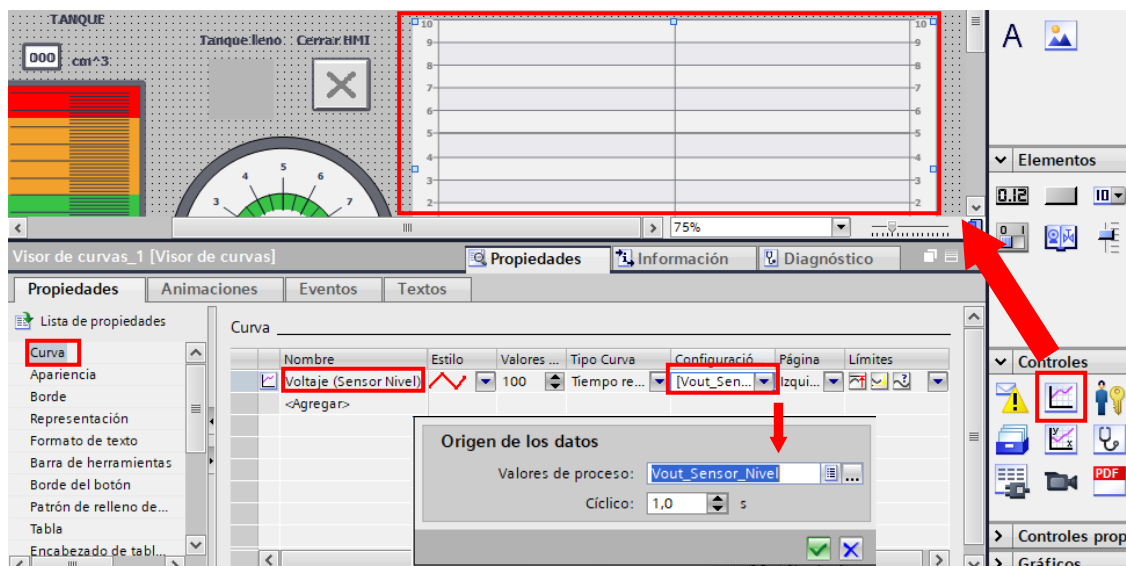 TANQUE
000 cm^3
Tanque lleno Cerrar HMI
10 10
9 9
8 8
7 7
6 6
5 5
4 4
3 3
2 2
3 4 5 6 7
A
75%
Elementos
0.12 10
0 1
Visor de curvas_1 [Visor de curvas]
Propiedades Información Diagnóstico
Propiedades Animaciones Eventos Textos
Lista de propiedades
Curva
Apariencia
Borde
Representación
Formato de texto
Barra de herramientas
Borde del botón
Patrón de relleno de...
Tabla
Encabezado de tabl...
Curva
Nombre Estilo Valores ... Tipo Curva Configuració... Página Límites
Voltaje (Sensor Nivel) 100 Tiempo re... [Vout_Sen... Izqui...
<Agregar>
Origen de los datos
Valores de proceso: Vout_Sensor_Nivel ...
Cíclico: 1,0 s
Controles
y x
PDF
Controles prop
Gráficos